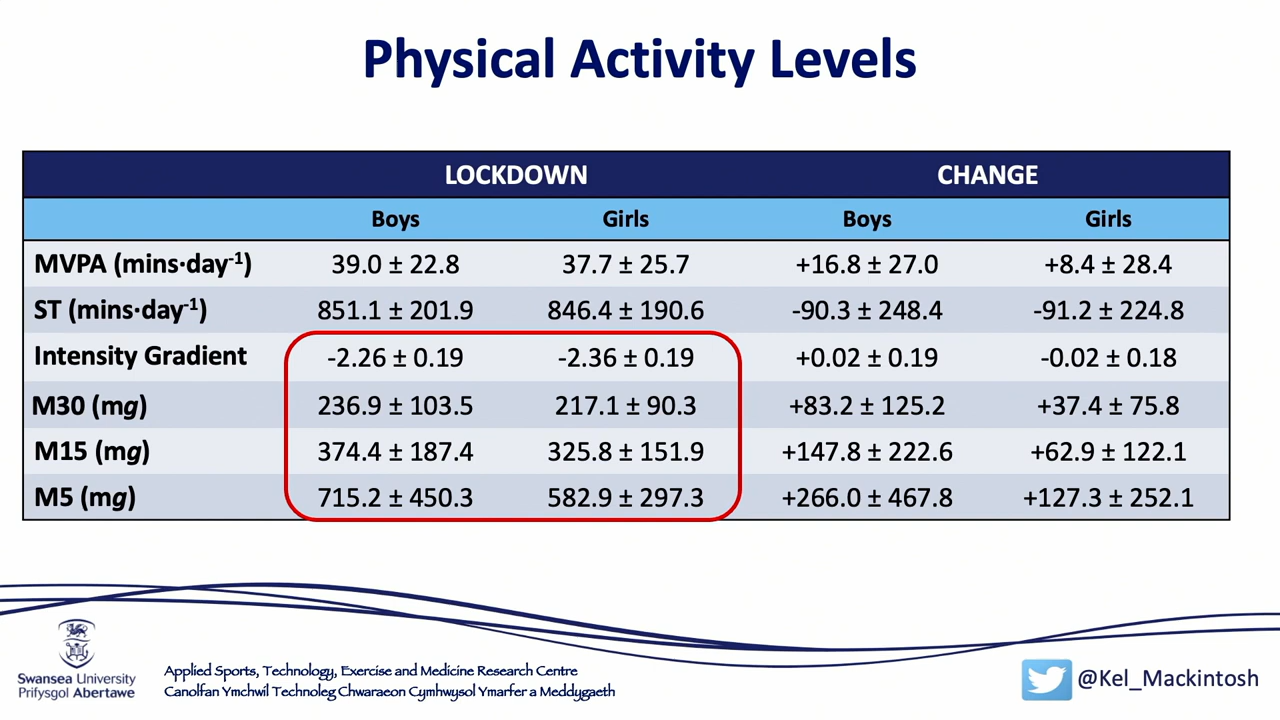 Physical Activity Levels
LOCKDOWN CHANGE
Boys Girls Boys Girls
MVPA (mins·day⁻¹) 39.0 ± 22.8 37.7 ± 25.7 +16.8 ± 27.0 +8.4 ± 28.4
ST (mins·day⁻¹) 851.1 ± 201.9 846.4 ± 190.6 -90.3 ± 248.4 -91.2 ± 224.8
Intensity Gradient -2.26 ± 0.19 -2.36 ± 0.19 +0.02 ± 0.19 -0.02 ± 0.18
M30 (mg) 236.9 ± 103.5 217.1 ± 90.3 +83.2 ± 125.2 +37.4 ± 75.8
M15 (mg) 374.4 ± 187.4 325.8 ± 151.9 +147.8 ± 222.6 +62.9 ± 122.1
M5 (mg) 715.2 ± 450.3 582.9 ± 297.3 +266.0 ± 467.8 +127.3 ± 252.1
Swansea University
Prifysgol Abertawe
Applied Sports, Technology, Exercise and Medicine Research Centre
Canolfan Ymchwil Technoleg Chwaraeon Cymhwysol Ymarfer a Meddygaeth
@Kel_Mackintosh